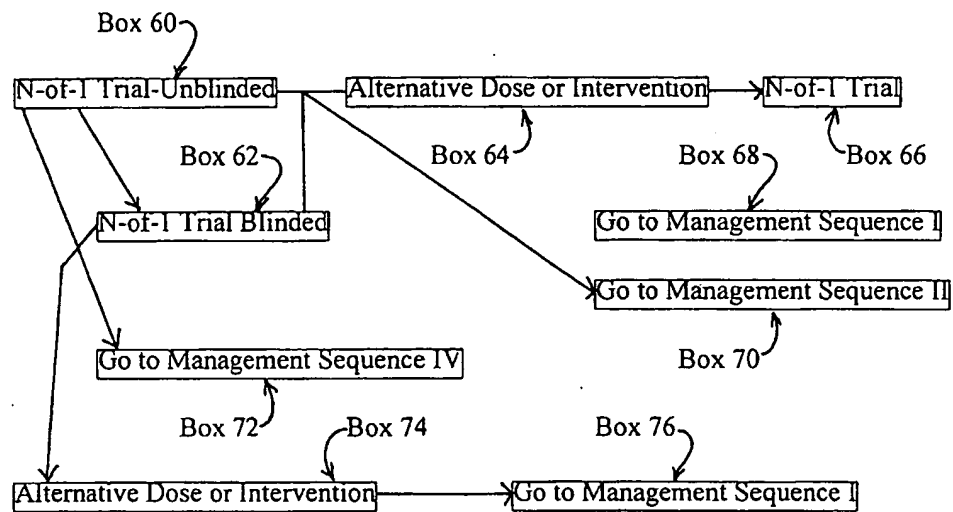 Box 60
N-of-1 Trial-Unblinded
Alternative Dose or Intervention
N-of-1 Trial
Box 62
Box 64
Box 68
Box 66
N-of-1 Trial Blinded
Go to Management Sequence I
Go to Management Sequence II
Go to Management Sequence IV
Box 70
Box 72
Box 74
Box 76
Alternative Dose or Intervention
Go to Management Sequence I